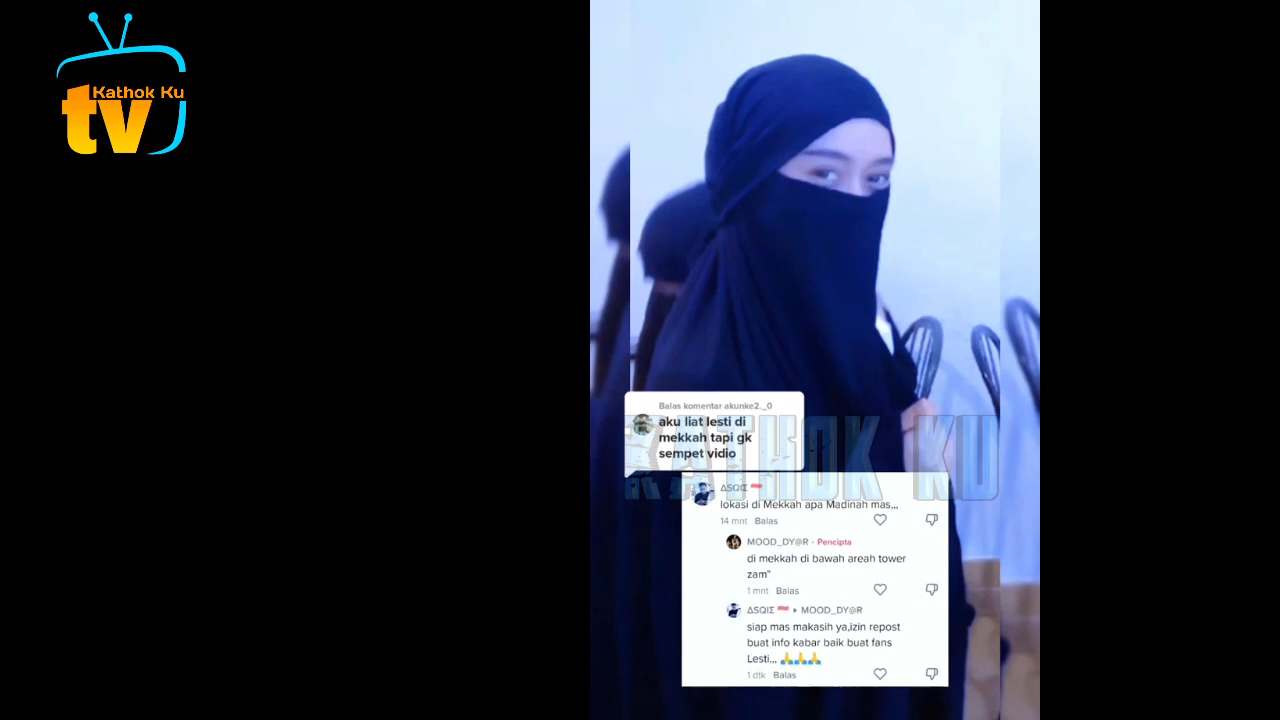 Kathok Ku
tv
Balas komentar akunke2._0
aku liat lesti di
mekkah tapi gk
sempet vidio
KATHOK KU
ΔSQIΣ
lokasi di Mekkah apa Madinah mas,,,
14 mnt Balas
MOOD_DY@R · Pencipta
di mekkah di bawah areah tower
zam"
1 mnt Balas
ΔSQIΣ ▸ MOOD_DY@R
siap mas makasih ya,izin repost
buat info kabar baik buat fans
Lesti,,, 🙏🙏🙏
1 dtk Balas